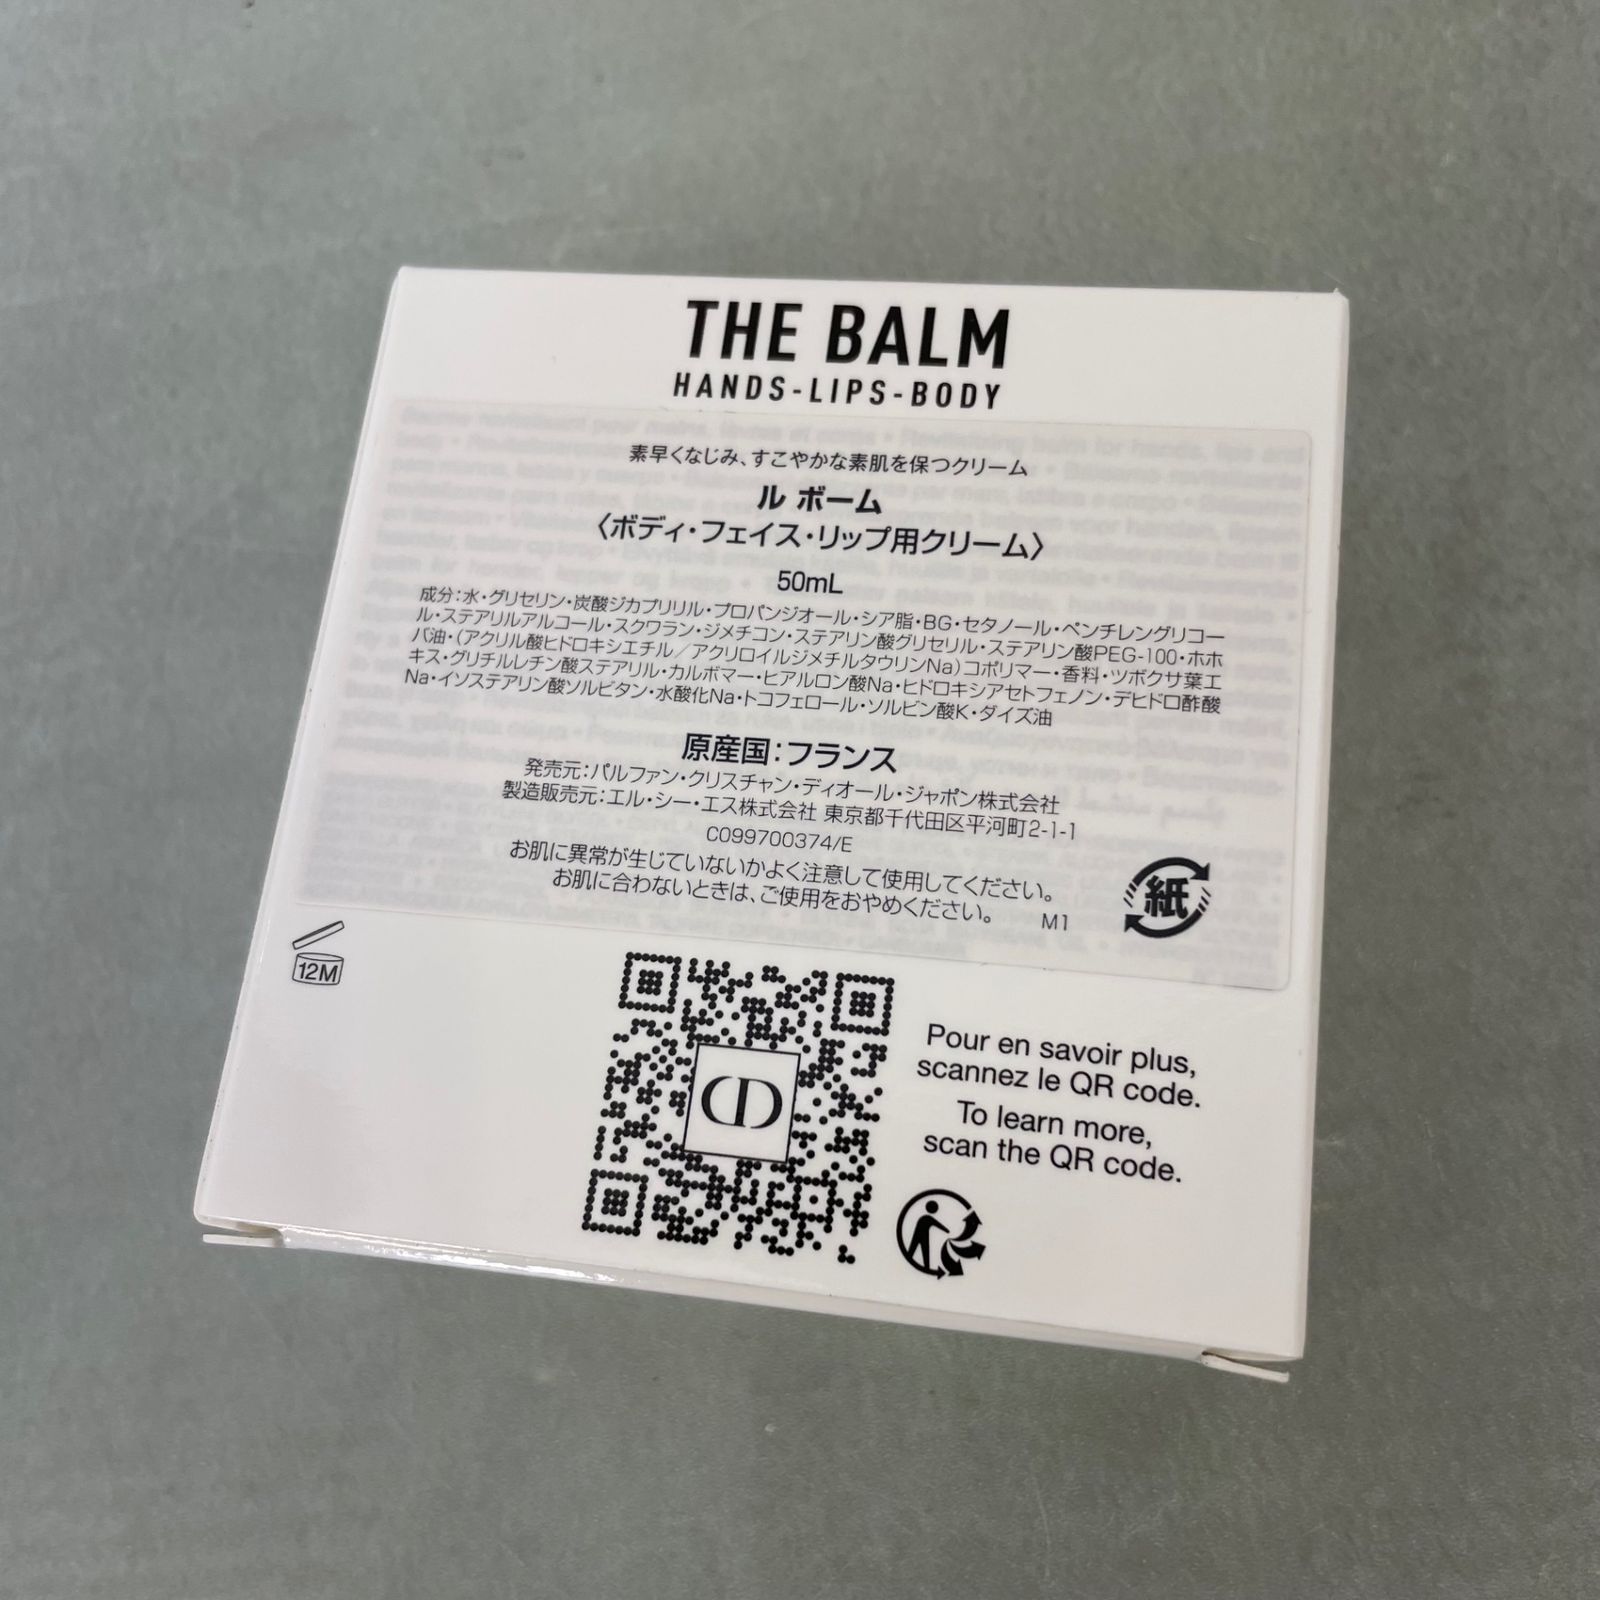 THE BALM
HANDS-LIPS-BODY
素早くなじみ、すこやかな素肌を保つクリーム
ル ボーム
〈ボディ・フェイス・リップ用クリーム〉
50mL
成分：水・グリセリン・炭酸ジカプリリル・プロパンジオール・シア脂・BG・セタノール・ペンチレングリコー
ル・ステアリルアルコール・スクワラン・ジメチコン・ステアリン酸グリセリル・ステアリン酸PEG-100・ホホ
バ油・（アクリル酸ヒドロキシエチル／アクリロイルジメチルタウリンNa）コポリマー・香料・ツボクサ葉エ
キス・グリチルレチン酸ステアリル・カルボマー・ヒアルロン酸Na・ヒドロキシアセトフェノン・デヒドロ酢酸
Na・イソステアリン酸ソルビタン・水酸化Na・トコフェロール・ソルビン酸K・ダイズ油
原産国：フランス
発売元：パルファン・クリスチャン・ディオール・ジャポン株式会社
製造販売元：エル・シー・エス株式会社 東京都千代田区平河町2-1-1
C099700374/E
お肌に異常が生じていないかよく注意して使用してください。
お肌に合わないときは、ご使用をおやめください。 M1
紙
12M
CD
Pour en savoir plus,
scannez le QR code.
To learn more,
scan the QR code.